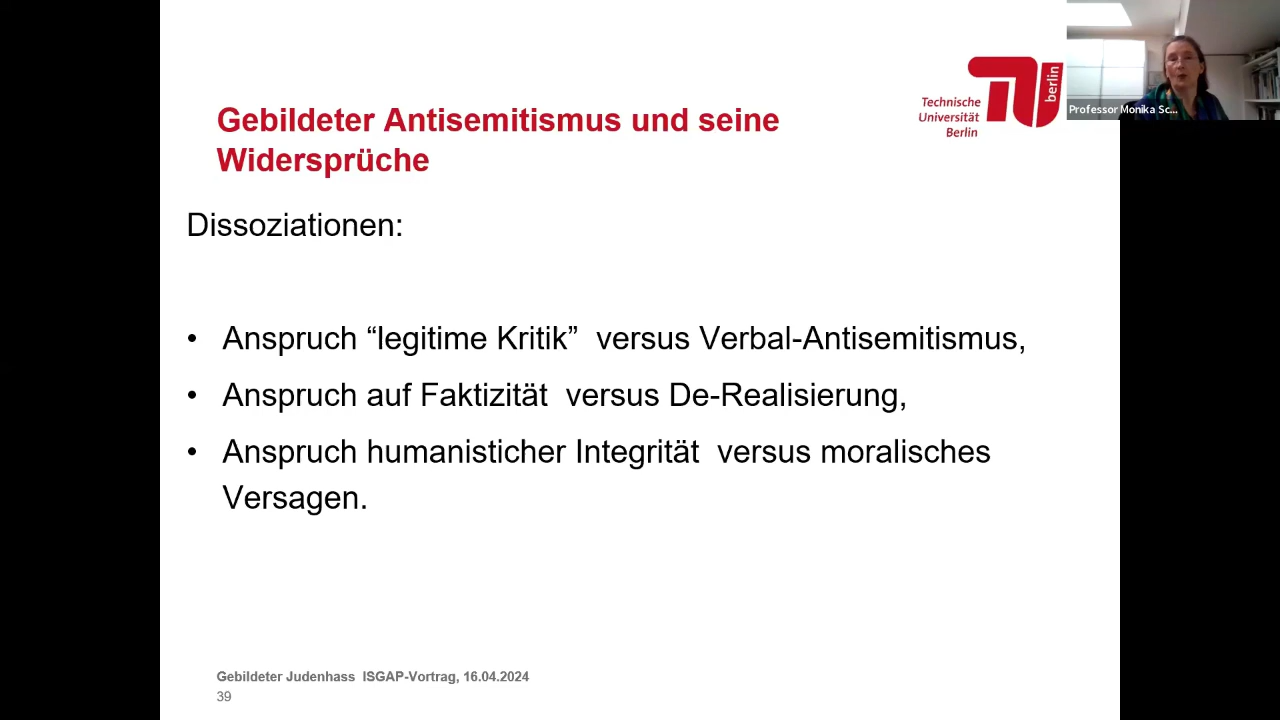 Gebildeter Antisemitismus und seine
Widersprüche
Technische
Universität
Berlin
berlin
Professor Monika Sc...
Dissoziationen:
• Anspruch “legitime Kritik” versus Verbal-Antisemitismus,
• Anspruch auf Faktizität versus De-Realisierung,
• Anspruch humanisticher Integrität versus moralisches
Versagen.
Gebildeter Judenhass ISGAP-Vortrag, 16.04.2024
39